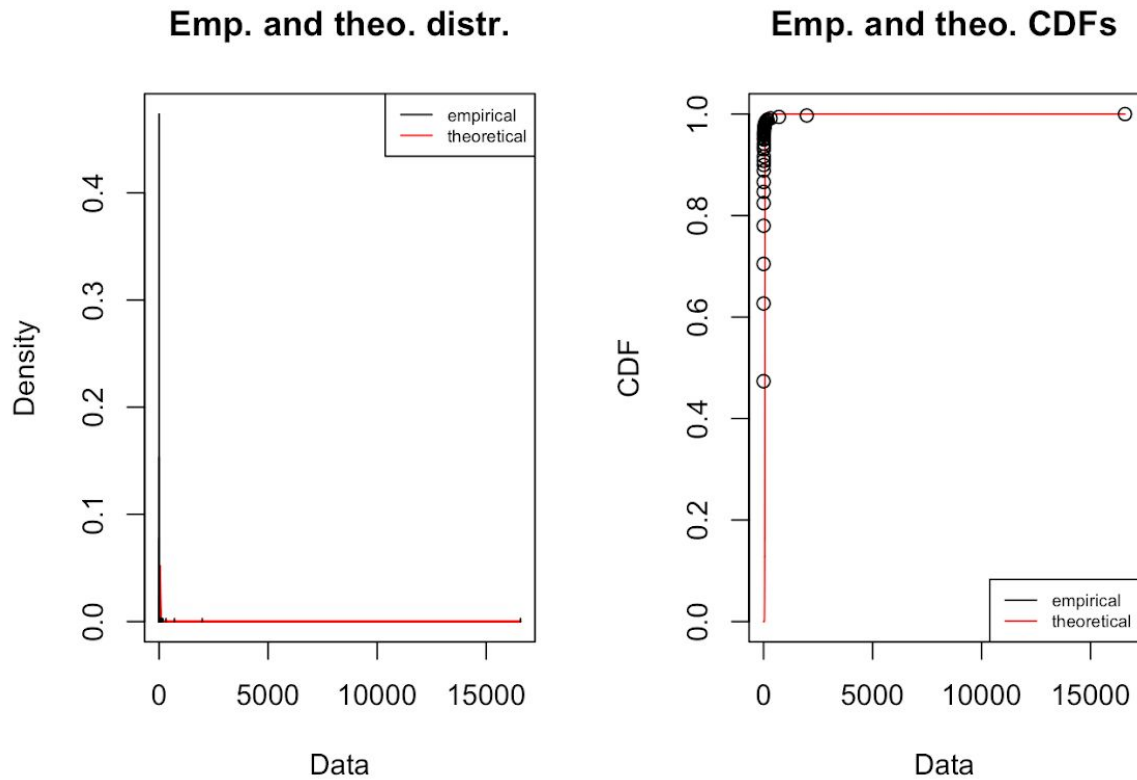 Emp. and theo. distr.
empirical
theoretical
Density
0.0
0.1
0.2
0.3
0.4
0 5000 10000 15000
Data
Emp. and theo. CDFs
CDF
1.0
0.8
0.6
0.4
0.2
0.0
empirical
theoretical
0 5000 10000 15000
Data